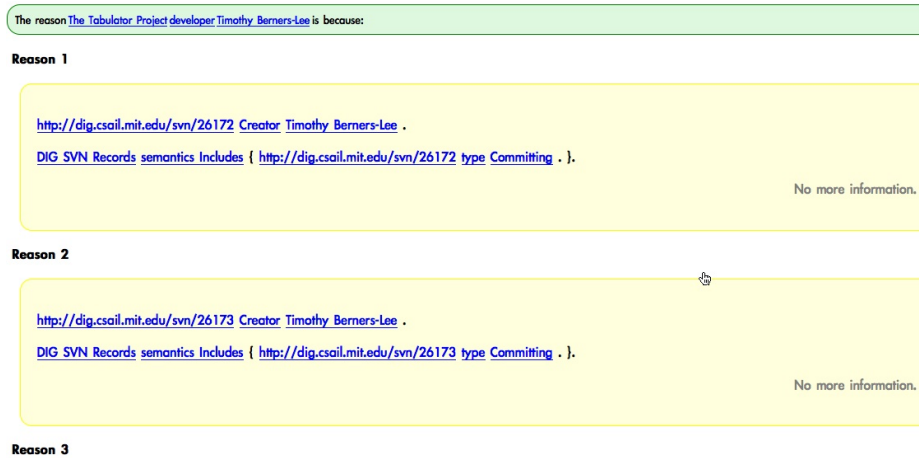 The reason The Tabulator Project developer Timothy Berners-Lee is because:
Reason 1
http://dig.csail.mit.edu/svn/26172 Creator Timothy Berners-Lee .
DIG SVN Records semantics Includes { http://dig.csail.mit.edu/svn/26172 type Committing . }.
No more information.
Reason 2
http://dig.csail.mit.edu/svn/26173 Creator Timothy Berners-Lee .
DIG SVN Records semantics Includes { http://dig.csail.mit.edu/svn/26173 type Committing . }.
No more information.
Reason 3